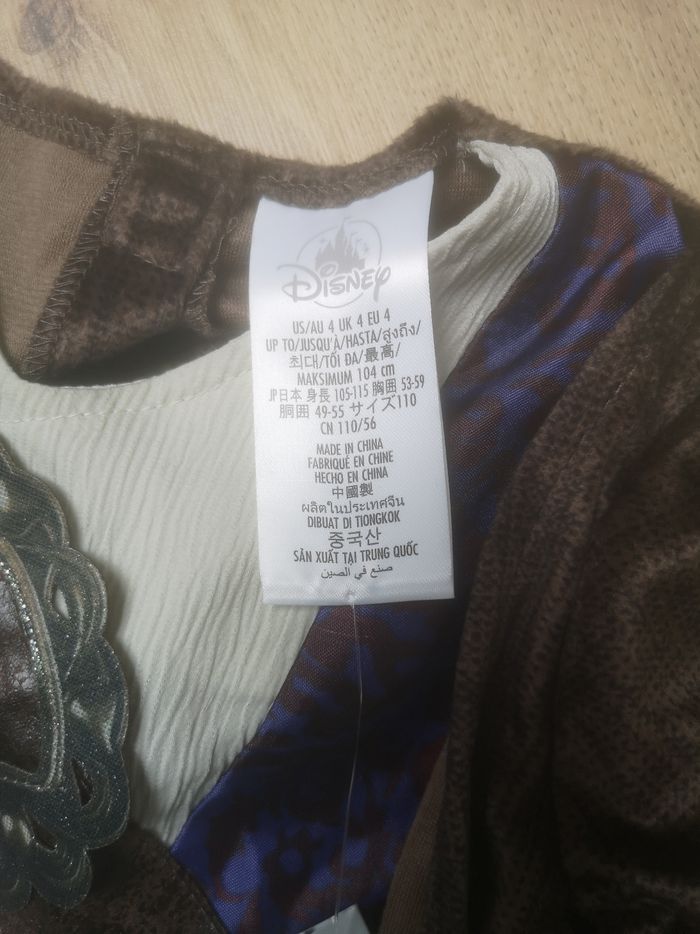 Disney
US/AU 4 UK 4 EU 4
UP TO/JUSQU'À/HASTA/สูงถึง/
최대/TỐI ĐA/最高/
MAKSIMUM 104 cm
JP日本 身長 105-115 胸囲 53-59
胴囲 49-55 サイズ110
CN 110/56
MADE IN CHINA
FABRIQUÉ EN CHINE
HECHO EN CHINA
中國製
ผลิตในประเทศจีน
DIBUAT DI TIONGKOK
중국산
SẢN XUẤT TẠI TRUNG QUỐC
صنع في الصين